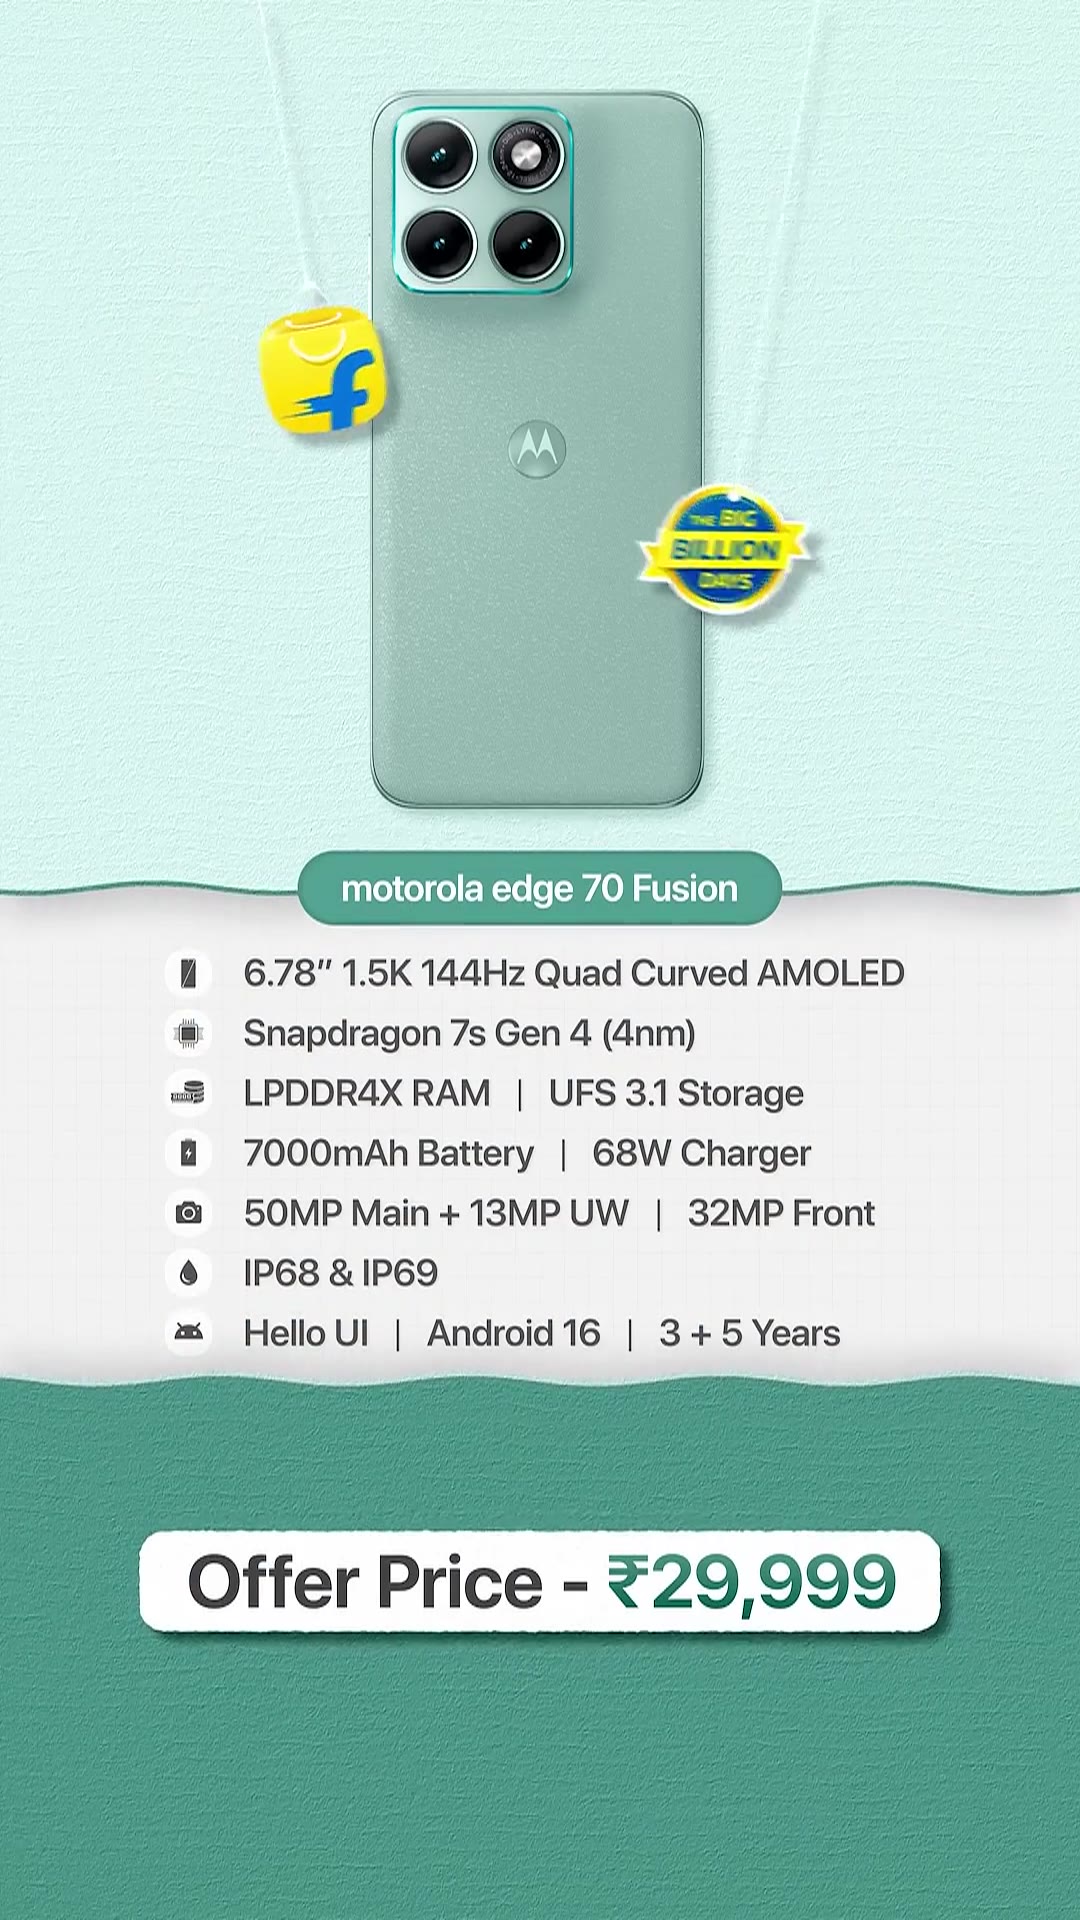 THE BIG
BILLION
DAYS
motorola edge 70 Fusion
6.78″ 1.5K 144Hz Quad Curved AMOLED
Snapdragon 7s Gen 4 (4nm)
LPDDR4X RAM | UFS 3.1 Storage
7000mAh Battery | 68W Charger
50MP Main + 13MP UW | 32MP Front
IP68 & IP69
Hello UI | Android 16 | 3 + 5 Years
Offer Price - ₹29,999